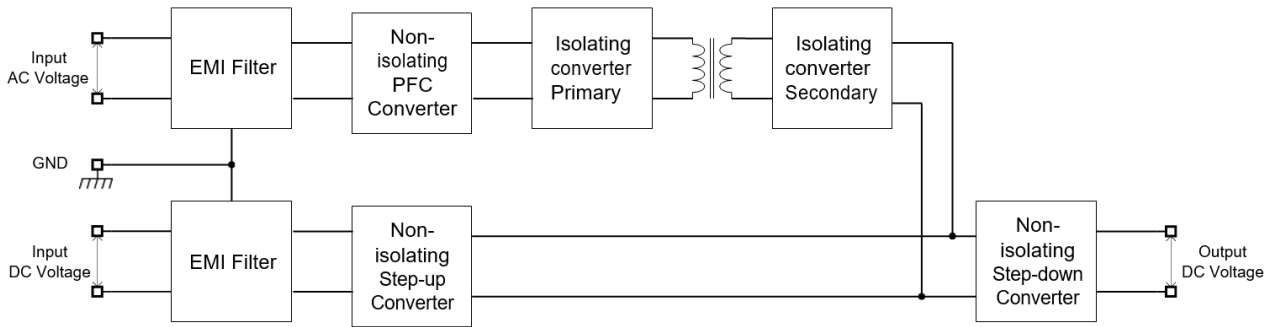 Input
AC Voltage
EMI Filter
Non-
isolating
PFC
Converter
Isolating
converter
Primary
Isolating
converter
Secondary
GND
Input
DC Voltage
EMI Filter
Non-
isolating
Step-up
Converter
Non-
isolating
Step-down
Converter
Output
DC Voltage